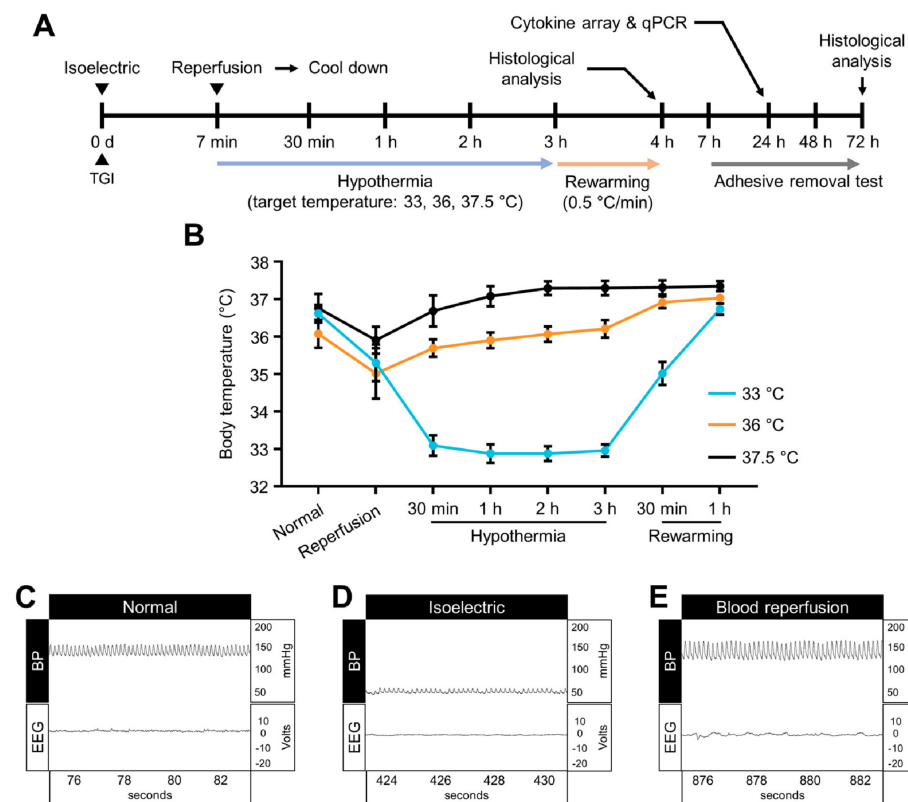 A
Cytokine array & qPCR
Isoelectric
Reperfusion
Cool down
Histological
analysis
Histological
analysis
0 d
7 min
30 min
1 h
2 h
3 h
4 h
7 h
24 h
48 h
72 h
TGI
Hypothermia
(target temperature: 33, 36, 37.5 °C)
Rewarming
(0.5 °C/min)
Adhesive removal test
B
Body temperature (°C)
38
37
36
35
34
33
32
33 °C
36 °C
37.5 °C
Normal
Reperfusion
30 min
1 h
2 h
3 h
30 min
1 h
Hypothermia
Rewarming
C
Normal
BP
200
150
100
50
mmHg
EEG
10
0
-10
-20
Volts
76
78
80
82
seconds
D
Isoelectric
BP
200
150
100
50
mmHg
EEG
10
0
-10
-20
Volts
424
426
428
430
seconds
E
Blood reperfusion
BP
200
150
100
50
mmHg
EEG
10
0
-10
-20
Volts
876
878
880
882
seconds